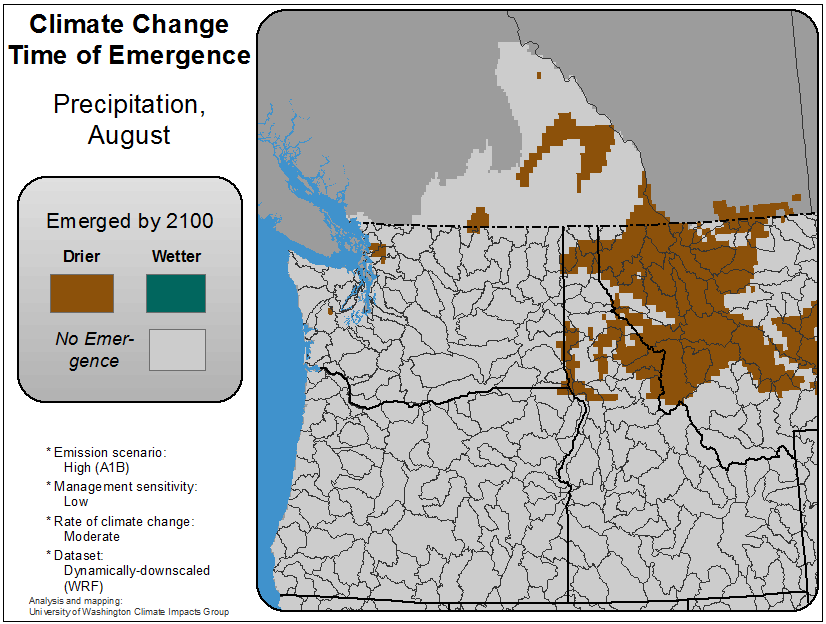 Climate Change
Time of Emergence
Precipitation,
August
Emerged by 2100
Drier Wetter
No Emer-
gence
* Emission scenario:
High (A1B)
* Management sensitivity:
Low
* Rate of climate change:
Moderate
* Dataset:
Dynamically-downscaled
(WRF)
Analysis and mapping:
University of Washington Climate Impacts Group